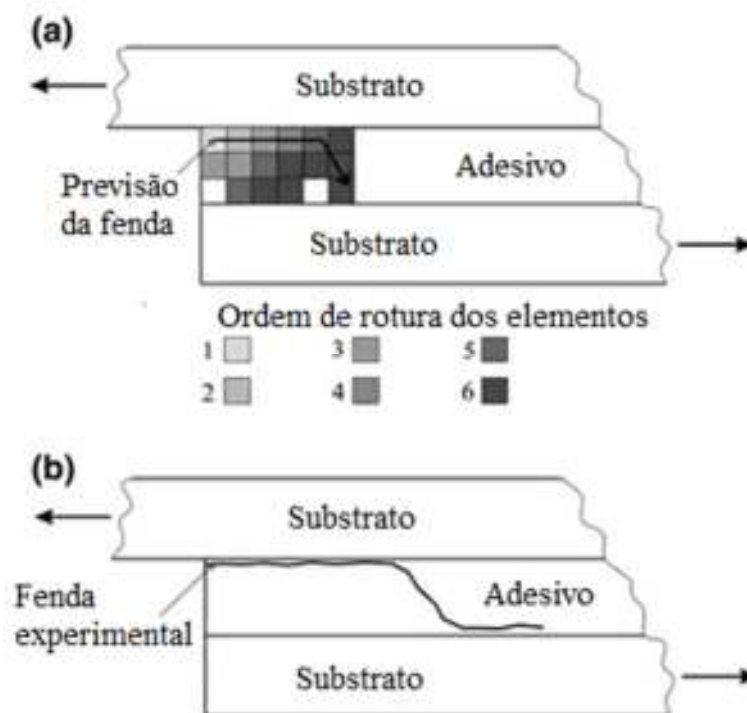 (a)
Substrato
Previsão
da fenda
Adesivo
Substrato
Ordem de rotura dos elementos
1 3 5
2 4 6
(b)
Substrato
Fenda
experimental
Adesivo
Substrato